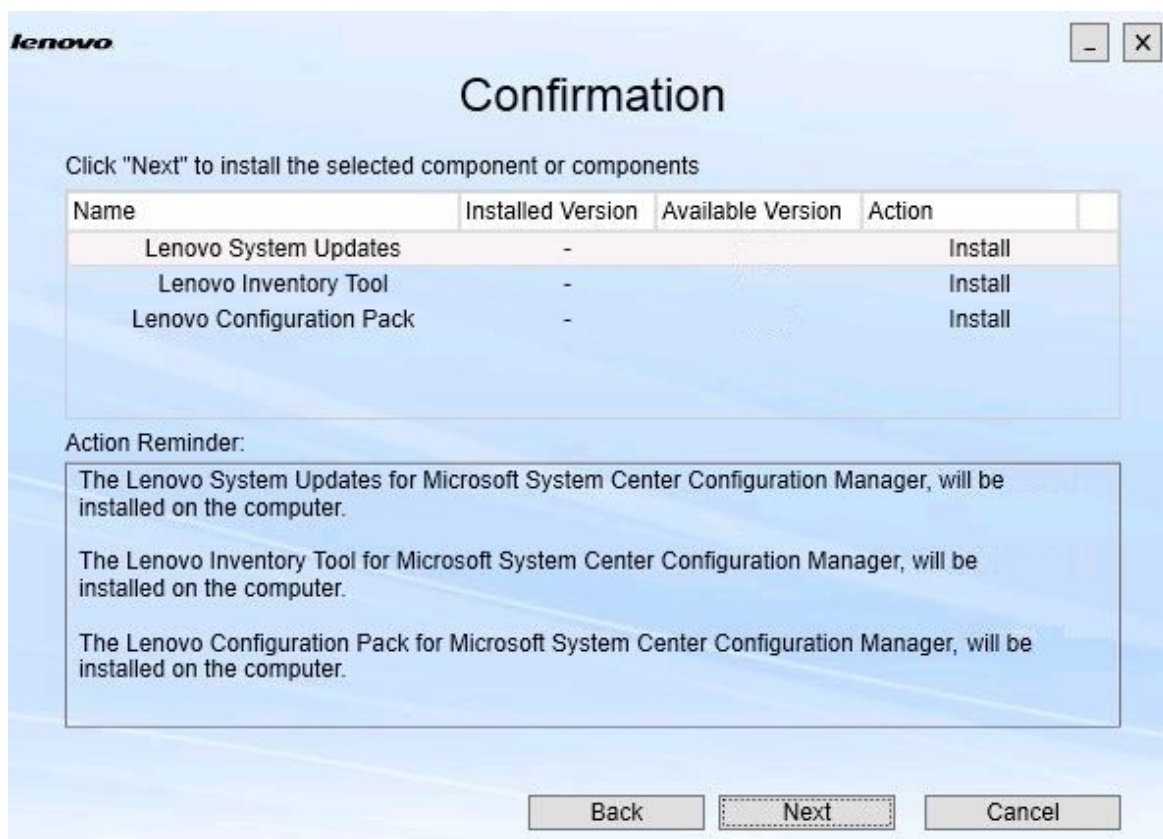 lenovo
_ X
Confirmation
Click "Next" to install the selected component or components
Name Installed Version Available Version Action
Lenovo System Updates - Install
Lenovo Inventory Tool - Install
Lenovo Configuration Pack - Install
Action Reminder:
The Lenovo System Updates for Microsoft System Center Configuration Manager, will be
installed on the computer.
The Lenovo Inventory Tool for Microsoft System Center Configuration Manager, will be
installed on the computer.
The Lenovo Configuration Pack for Microsoft System Center Configuration Manager, will be
installed on the computer.
Back Next Cancel